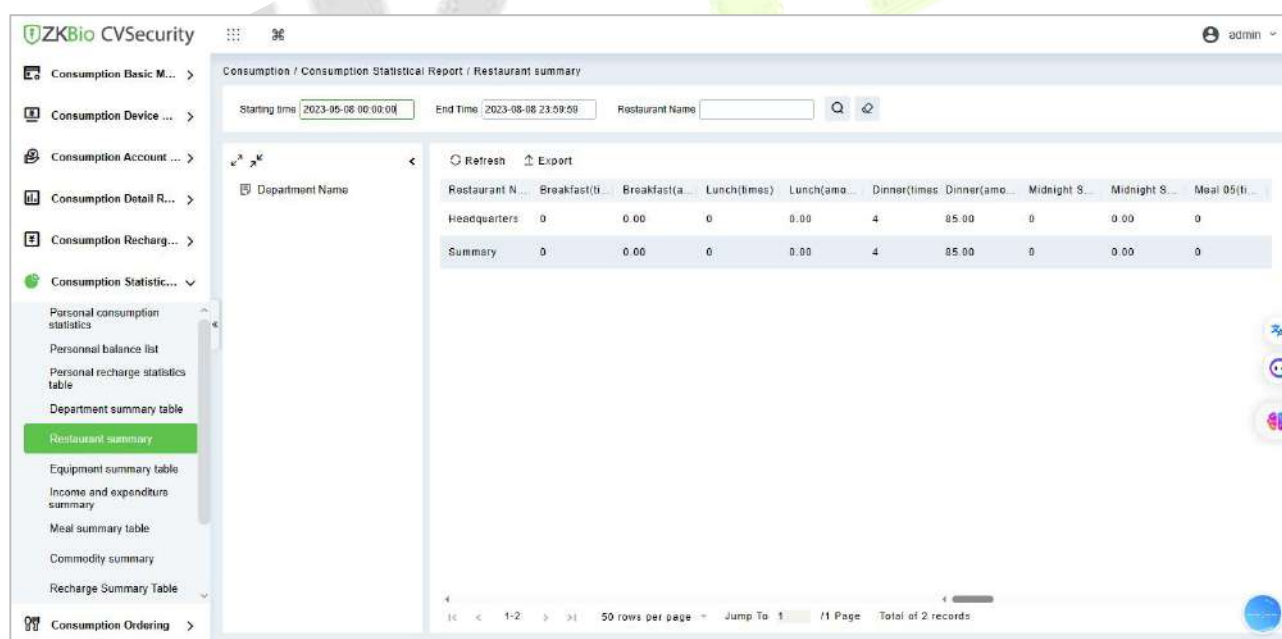 ZKBio CVSecurity
admin
Consumption Basic M...
Consumption Device ...
Consumption Account ...
Consumption Detail R...
Consumption Recharg...
Consumption Statistic...
Personal consumption
statistics
Personnal balance list
Personal recharge statistics
table
Department summary table
Restaurant summary
Equipment summary table
Income and expenditure
summary
Meal summary table
Commodity summary
Recharge Summary Table
Consumption Ordering
Consumption / Consumption Statistical Report / Restaurant summary
Starting time 2023-05-08 00:00:00 End Time 2023-08-08 23:59:59 Restaurant Name
Department Name
Refresh Export
Restaurant N... Breakfast(ti... Breakfast(a... Lunch(times) Lunch(amo... Dinner(times Dinner(amo... Midnight S... Midnight S... Meal 05(ti...
Headquarters 0 0.00 0 0.00 4 85.00 0 0.00 0
Summary 0 0.00 0 0.00 4 85.00 0 0.00 0
1-2 50 rows per page Jump To 1 /1 Page Total of 2 records